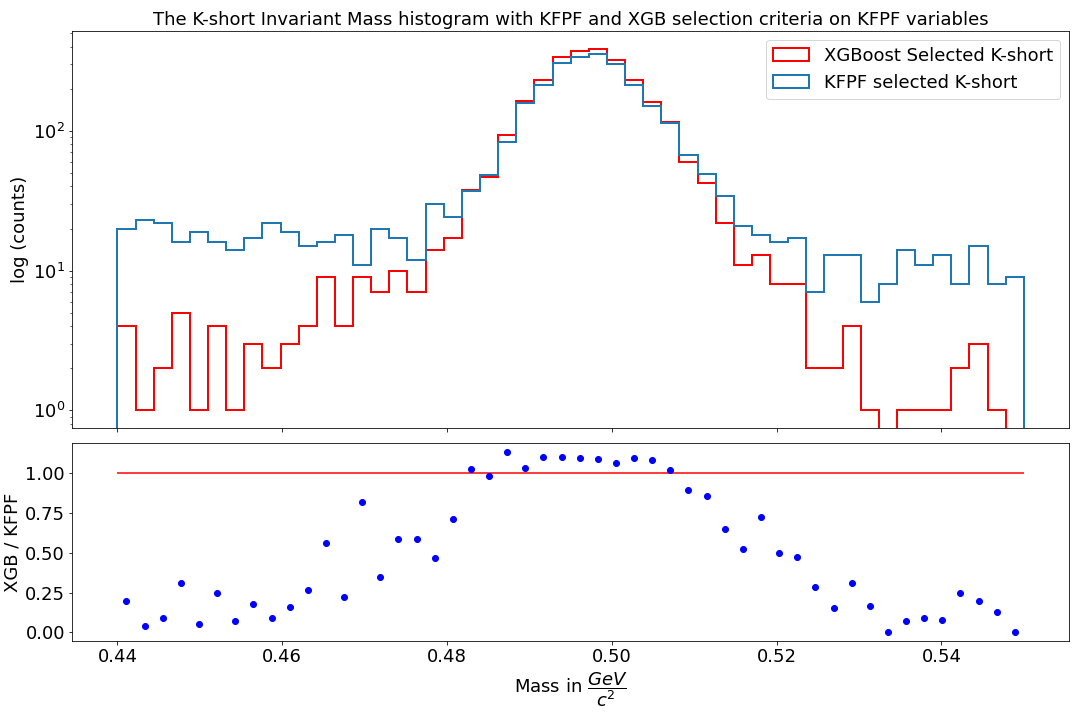 The K-short Invariant Mass histogram with KFPF and XGB selection criteria on KFPF variables
XGBoost Selected K-short
KFPF selected K-short
log (counts)
10²
10¹
10⁰
XGB / KFPF
1.00
0.75
0.50
0.25
0.00
0.44 0.46 0.48 0.50 0.52 0.54
Mass in GeV/c²